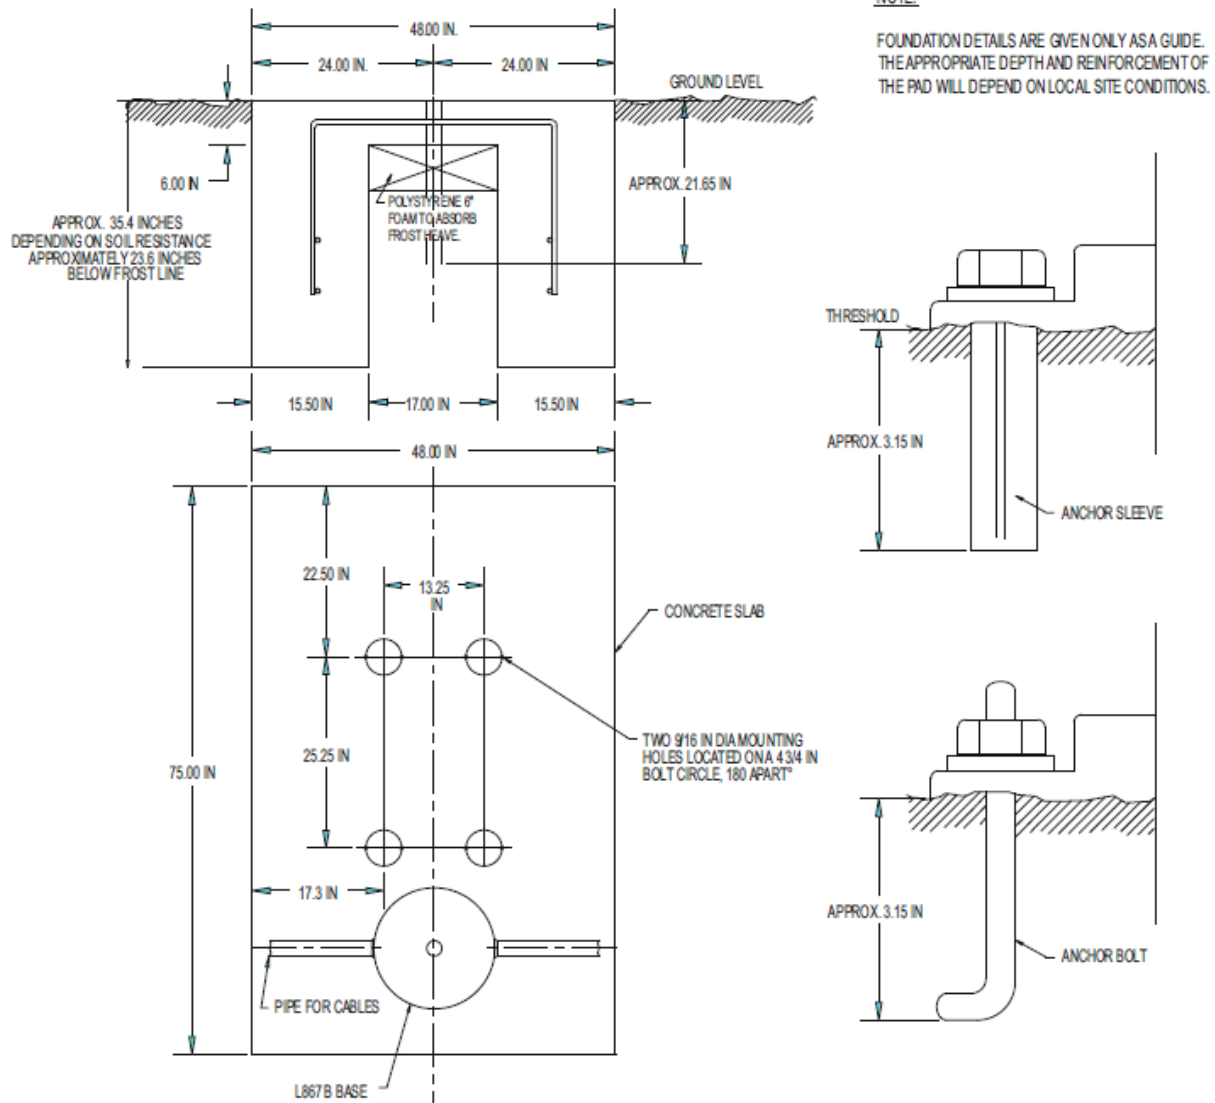 NOTE:
FOUNDATION DETAILS ARE GIVEN ONLY AS A GUIDE.
THE APPROPRIATE DEPTH AND REINFORCEMENT OF
THE PAD WILL DEPEND ON LOCAL SITE CONDITIONS.
48.00 IN.
24.00 IN.
24.00 IN
GROUND LEVEL
6.00 IN
APPROX. 21.65 IN
POLYSTYRENE 6"
FOAM TO ABSORB
FROST HEAVE.
APPROX. 35.4 INCHES
DEPENDING ON SOIL RESISTANCE
APPROXIMATELY 23.6 INCHES
BELOW FROST LINE
15.50 IN
17.00 IN
15.50 IN
48.00 IN
22.50 IN
13.25
IN
CONCRETE SLAB
25.25 IN
TWO 9/16 IN DIA MOUNTING
HOLES LOCATED ON A 4 3/4 IN
BOLT CIRCLE, 180 APART°
75.00 IN
17.3 IN
PIPE FOR CABLES
L867B BASE
THRESHOLD
APPROX. 3.15 IN
ANCHOR SLEEVE
APPROX. 3.15 IN
ANCHOR BOLT